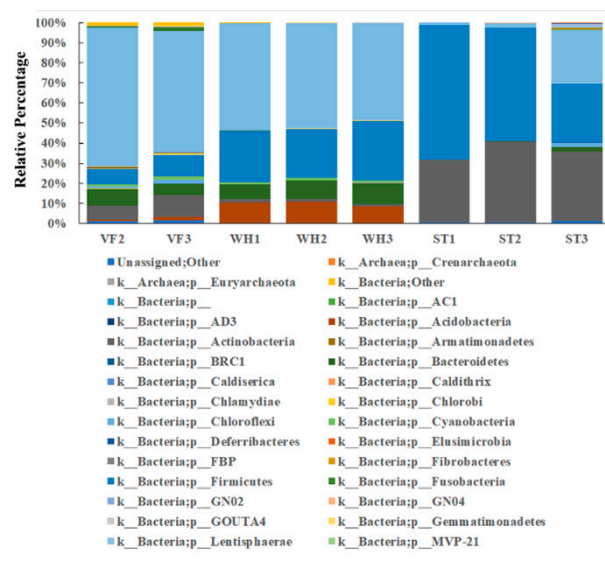 Relative Percentage
100%
90%
80%
70%
60%
50%
40%
30%
20%
10%
0%
VF2 VF3 WH1 WH2 WH3 ST1 ST2 ST3
Unassigned;Other k__Archaea;p__Crenarchaeota
k__Archaea;p__Euryarchaeota k__Bacteria;Other
k__Bacteria;p__ k__Bacteria;p__AC1
k__Bacteria;p__AD3 k__Bacteria;p__Acidobacteria
k__Bacteria;p__Actinobacteria k__Bacteria;p__Armatimonadetes
k__Bacteria;p__BRC1 k__Bacteria;p__Bacteroidetes
k__Bacteria;p__Caldiserica k__Bacteria;p__Caldithrix
k__Bacteria;p__Chlamydiae k__Bacteria;p__Chlorobi
k__Bacteria;p__Chloroflexi k__Bacteria;p__Cyanobacteria
k__Bacteria;p__Deferribacteres k__Bacteria;p__Elusimicrobia
k__Bacteria;p__FBP k__Bacteria;p__Fibrobacteres
k__Bacteria;p__Firmicutes k__Bacteria;p__Fusobacteria
k__Bacteria;p__GN02 k__Bacteria;p__GN04
k__Bacteria;p__GOUTA4 k__Bacteria;p__Gemmatimonadetes
k__Bacteria;p__Lentisphaerae k__Bacteria;p__MVP-21